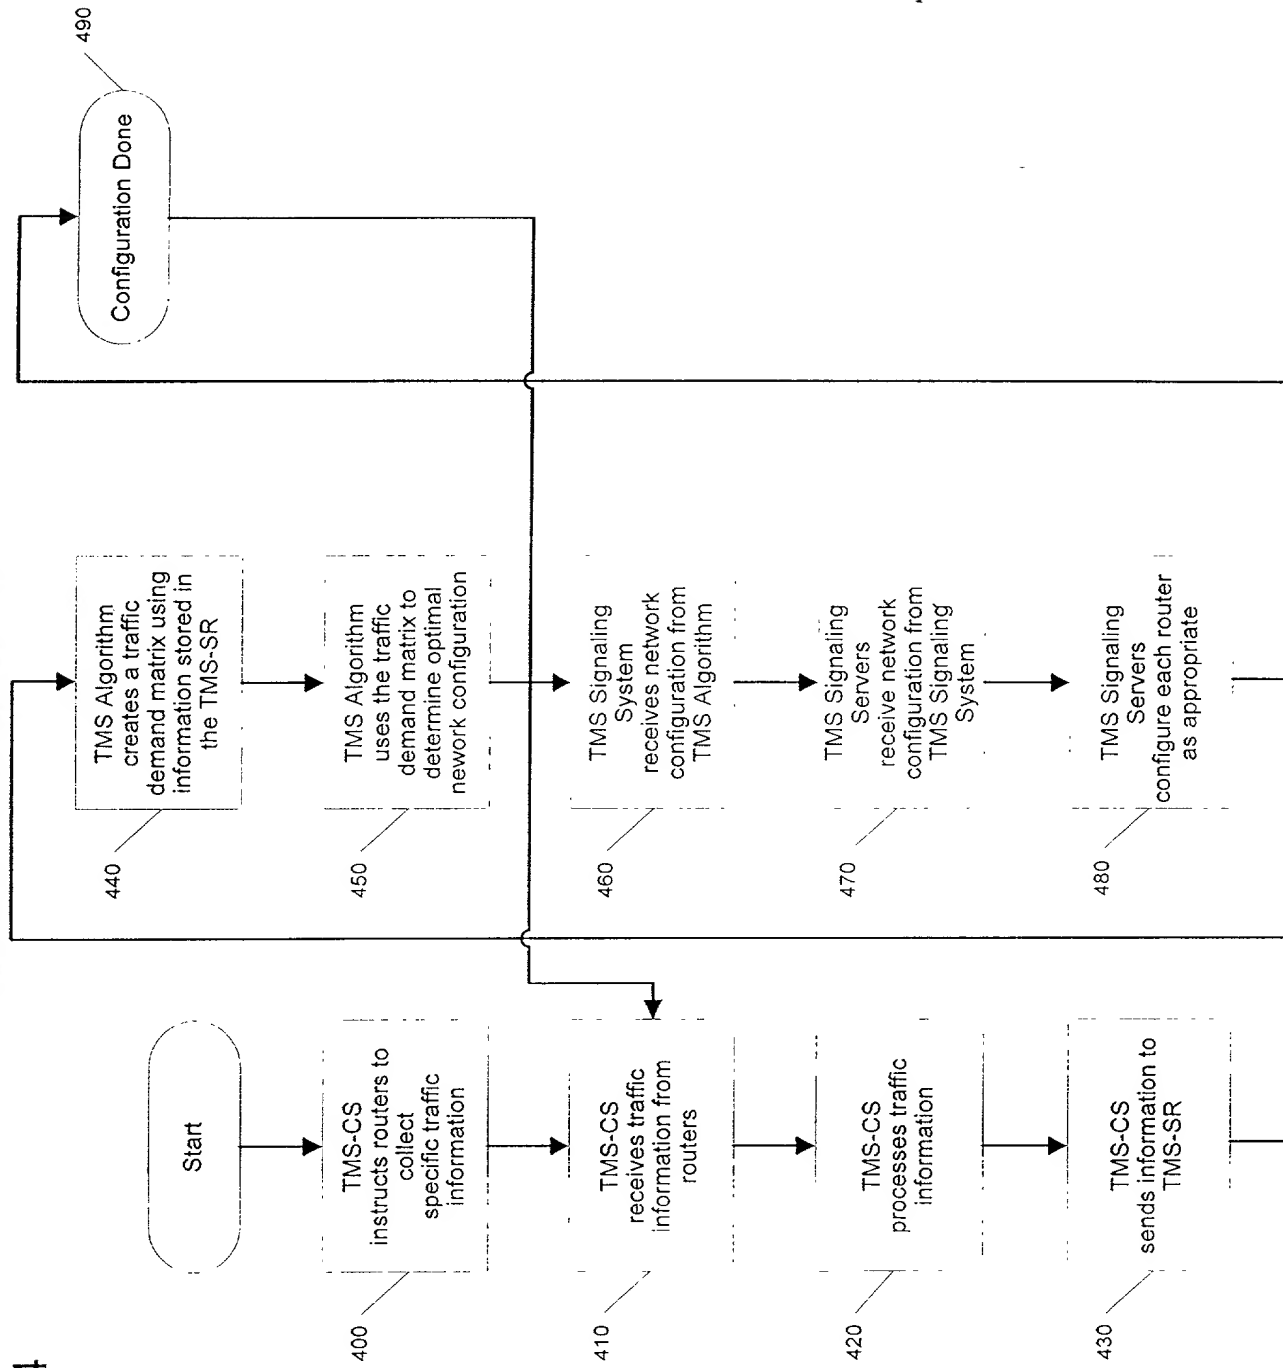 Start
TMS-CS
instructs routers to
collect
specific traffic
information
400
TMS-CS
receives traffic
information from
routers
410
TMS-CS
processes traffic
information
420
TMS-CS
sends information to
TMS-SR
430
TMS Algorithm
creates a traffic
demand matrix using
information stored in
the TMS-SR
440
TMS Algorithm
uses the traffic
demand matrix to
determine optimal
network configuration
450
TMS Signaling
System
receives network
configuration from
TMS Algorithm
460
TMS Signaling
Servers
receive network
configuration from
TMS Signaling
System
470
TMS Signaling
Servers
configure each router
as appropriate
480
Configuration Done
490